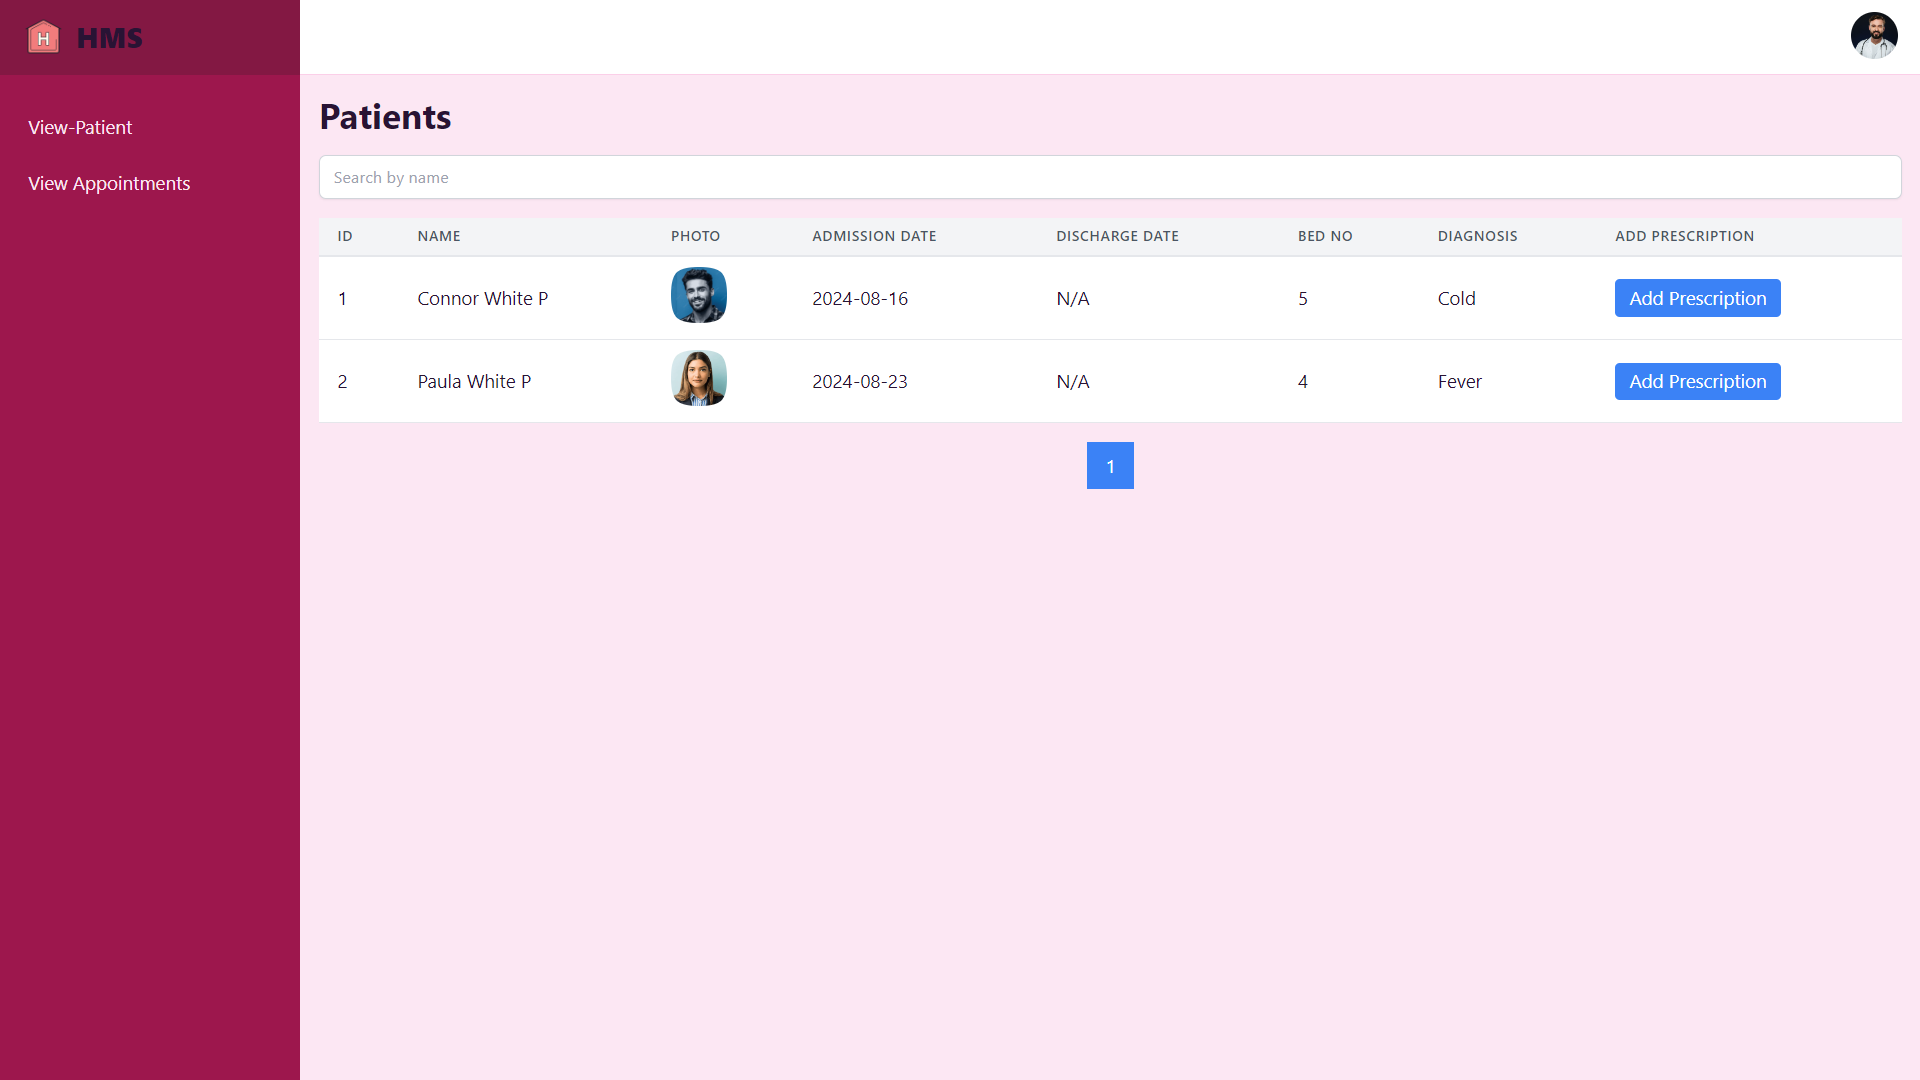 H HMS
View-Patient
View Appointments
Patients
Search by name
ID NAME PHOTO ADMISSION DATE DISCHARGE DATE BED NO DIAGNOSIS ADD PRESCRIPTION
1 Connor White P 2024-08-16 N/A 5 Cold Add Prescription
2 Paula White P 2024-08-23 N/A 4 Fever Add Prescription
1